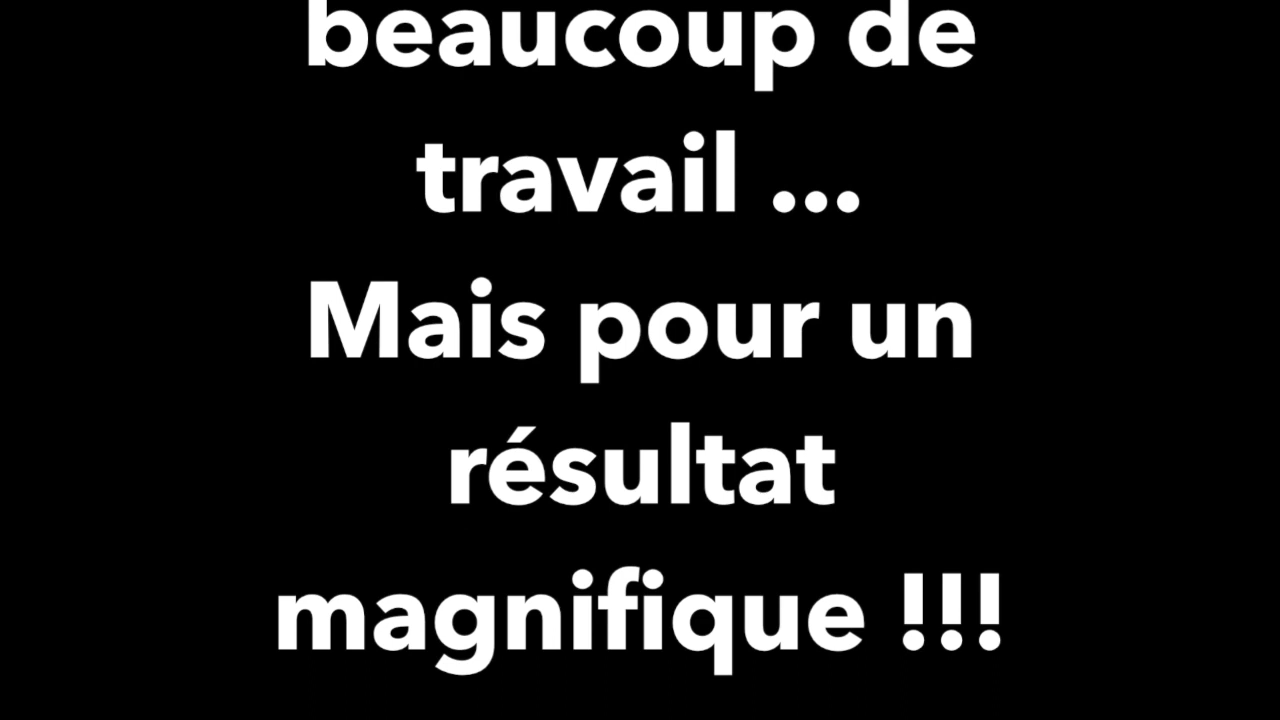 beaucoup de
travail ...
Mais pour un
résultat
magnifique !!!